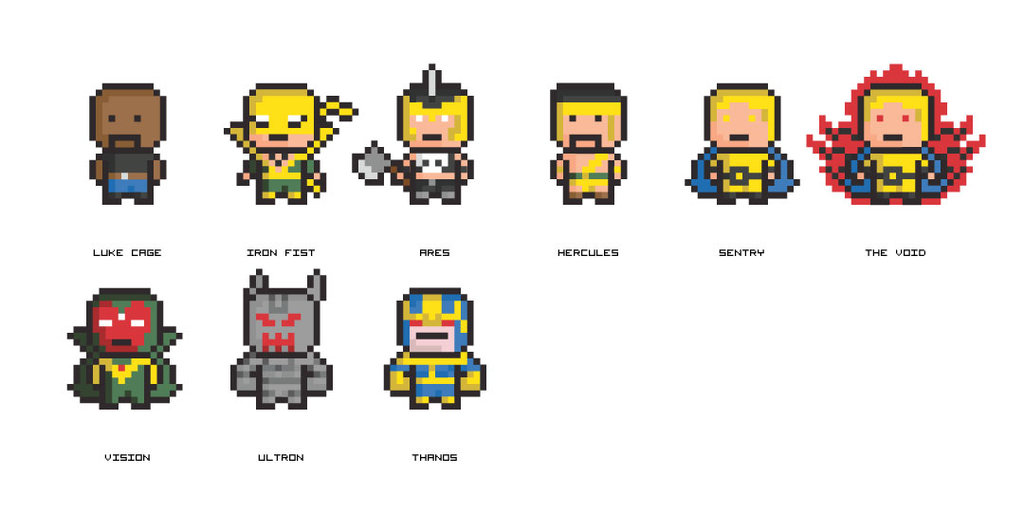 LUKE CAGE
IRON FIST
ARES
HERCULES
SENTRY
THE VOID
VISION
ULTRON
THANOS